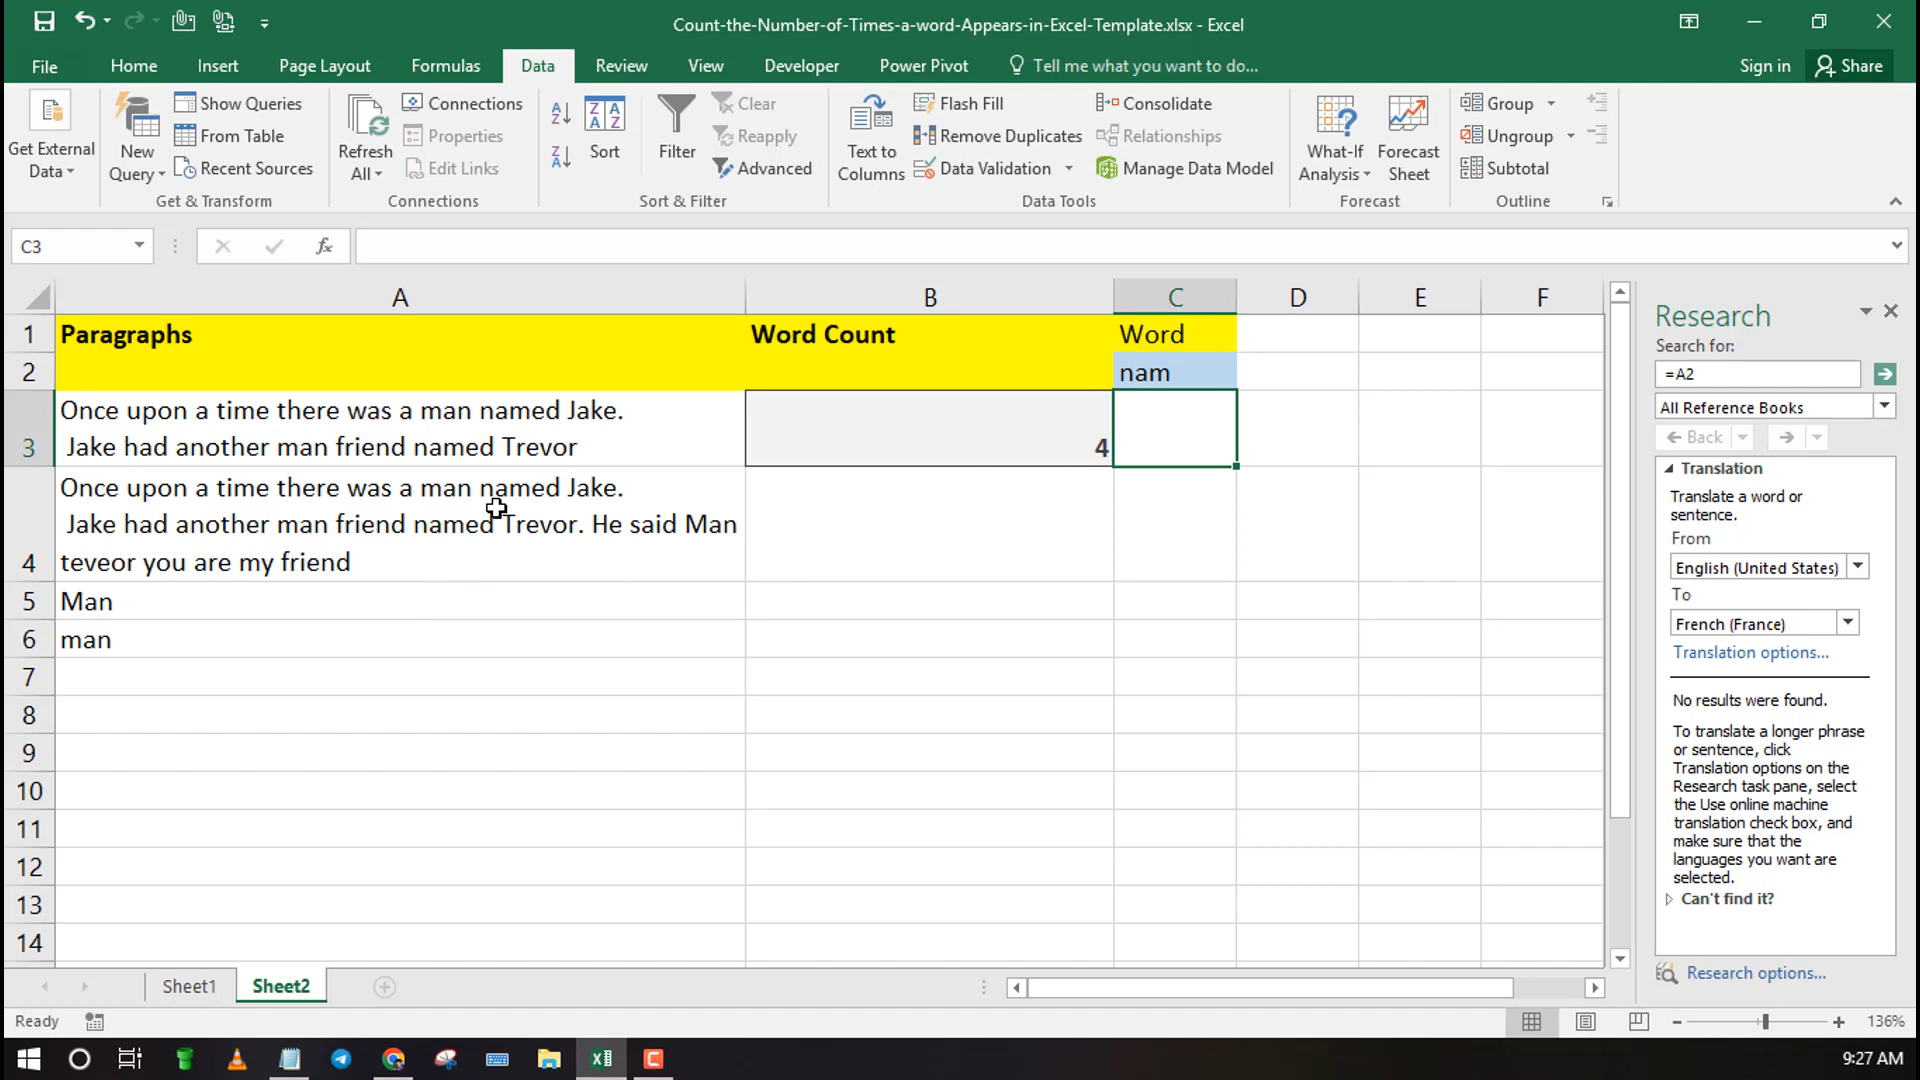 Count-the-Number-of-Times-a-word-Appears-in-Excel-Template.xlsx - Excel
File Home Insert Page Layout Formulas Data Review View Developer Power Pivot Tell me what you want to do... Sign in Share
Get External Data
New Query
Show Queries
From Table
Recent Sources
Get & Transform
Refresh All
Connections
Properties
Edit Links
Connections
A Z
Z A
Z A A Z
Sort
Filter
Clear
Reapply
Advanced
Sort & Filter
Text to Columns
Flash Fill
Remove Duplicates
Data Validation
Consolidate
Relationships
Manage Data Model
Data Tools
What-If Analysis
Forecast Sheet
Forecast
Group
Ungroup
Subtotal
Outline
C3 fx
A B C D E F
1 Paragraphs Word Count Word
2 nam
3 Once upon a time there was a man named Jake.
Jake had another man friend named Trevor 4
4 Once upon a time there was a man named Jake.
Jake had another man friend named Trevor. He said Man
teveor you are my friend
5 Man
6 man
7
8
9
10
11
12
13
14
Research
Search for:
=A2
All Reference Books
Back
Translation
Translate a word or
sentence.
From
English (United States)
To
French (France)
Translation options...
No results were found.
To translate a longer phrase
or sentence, click
Translation options on the
Research task pane, select
the Use online machine
translation check box, and
make sure that the
languages you want are
selected.
Can't find it?
Research options...
Sheet1 Sheet2
Ready 136%
9:27 AM